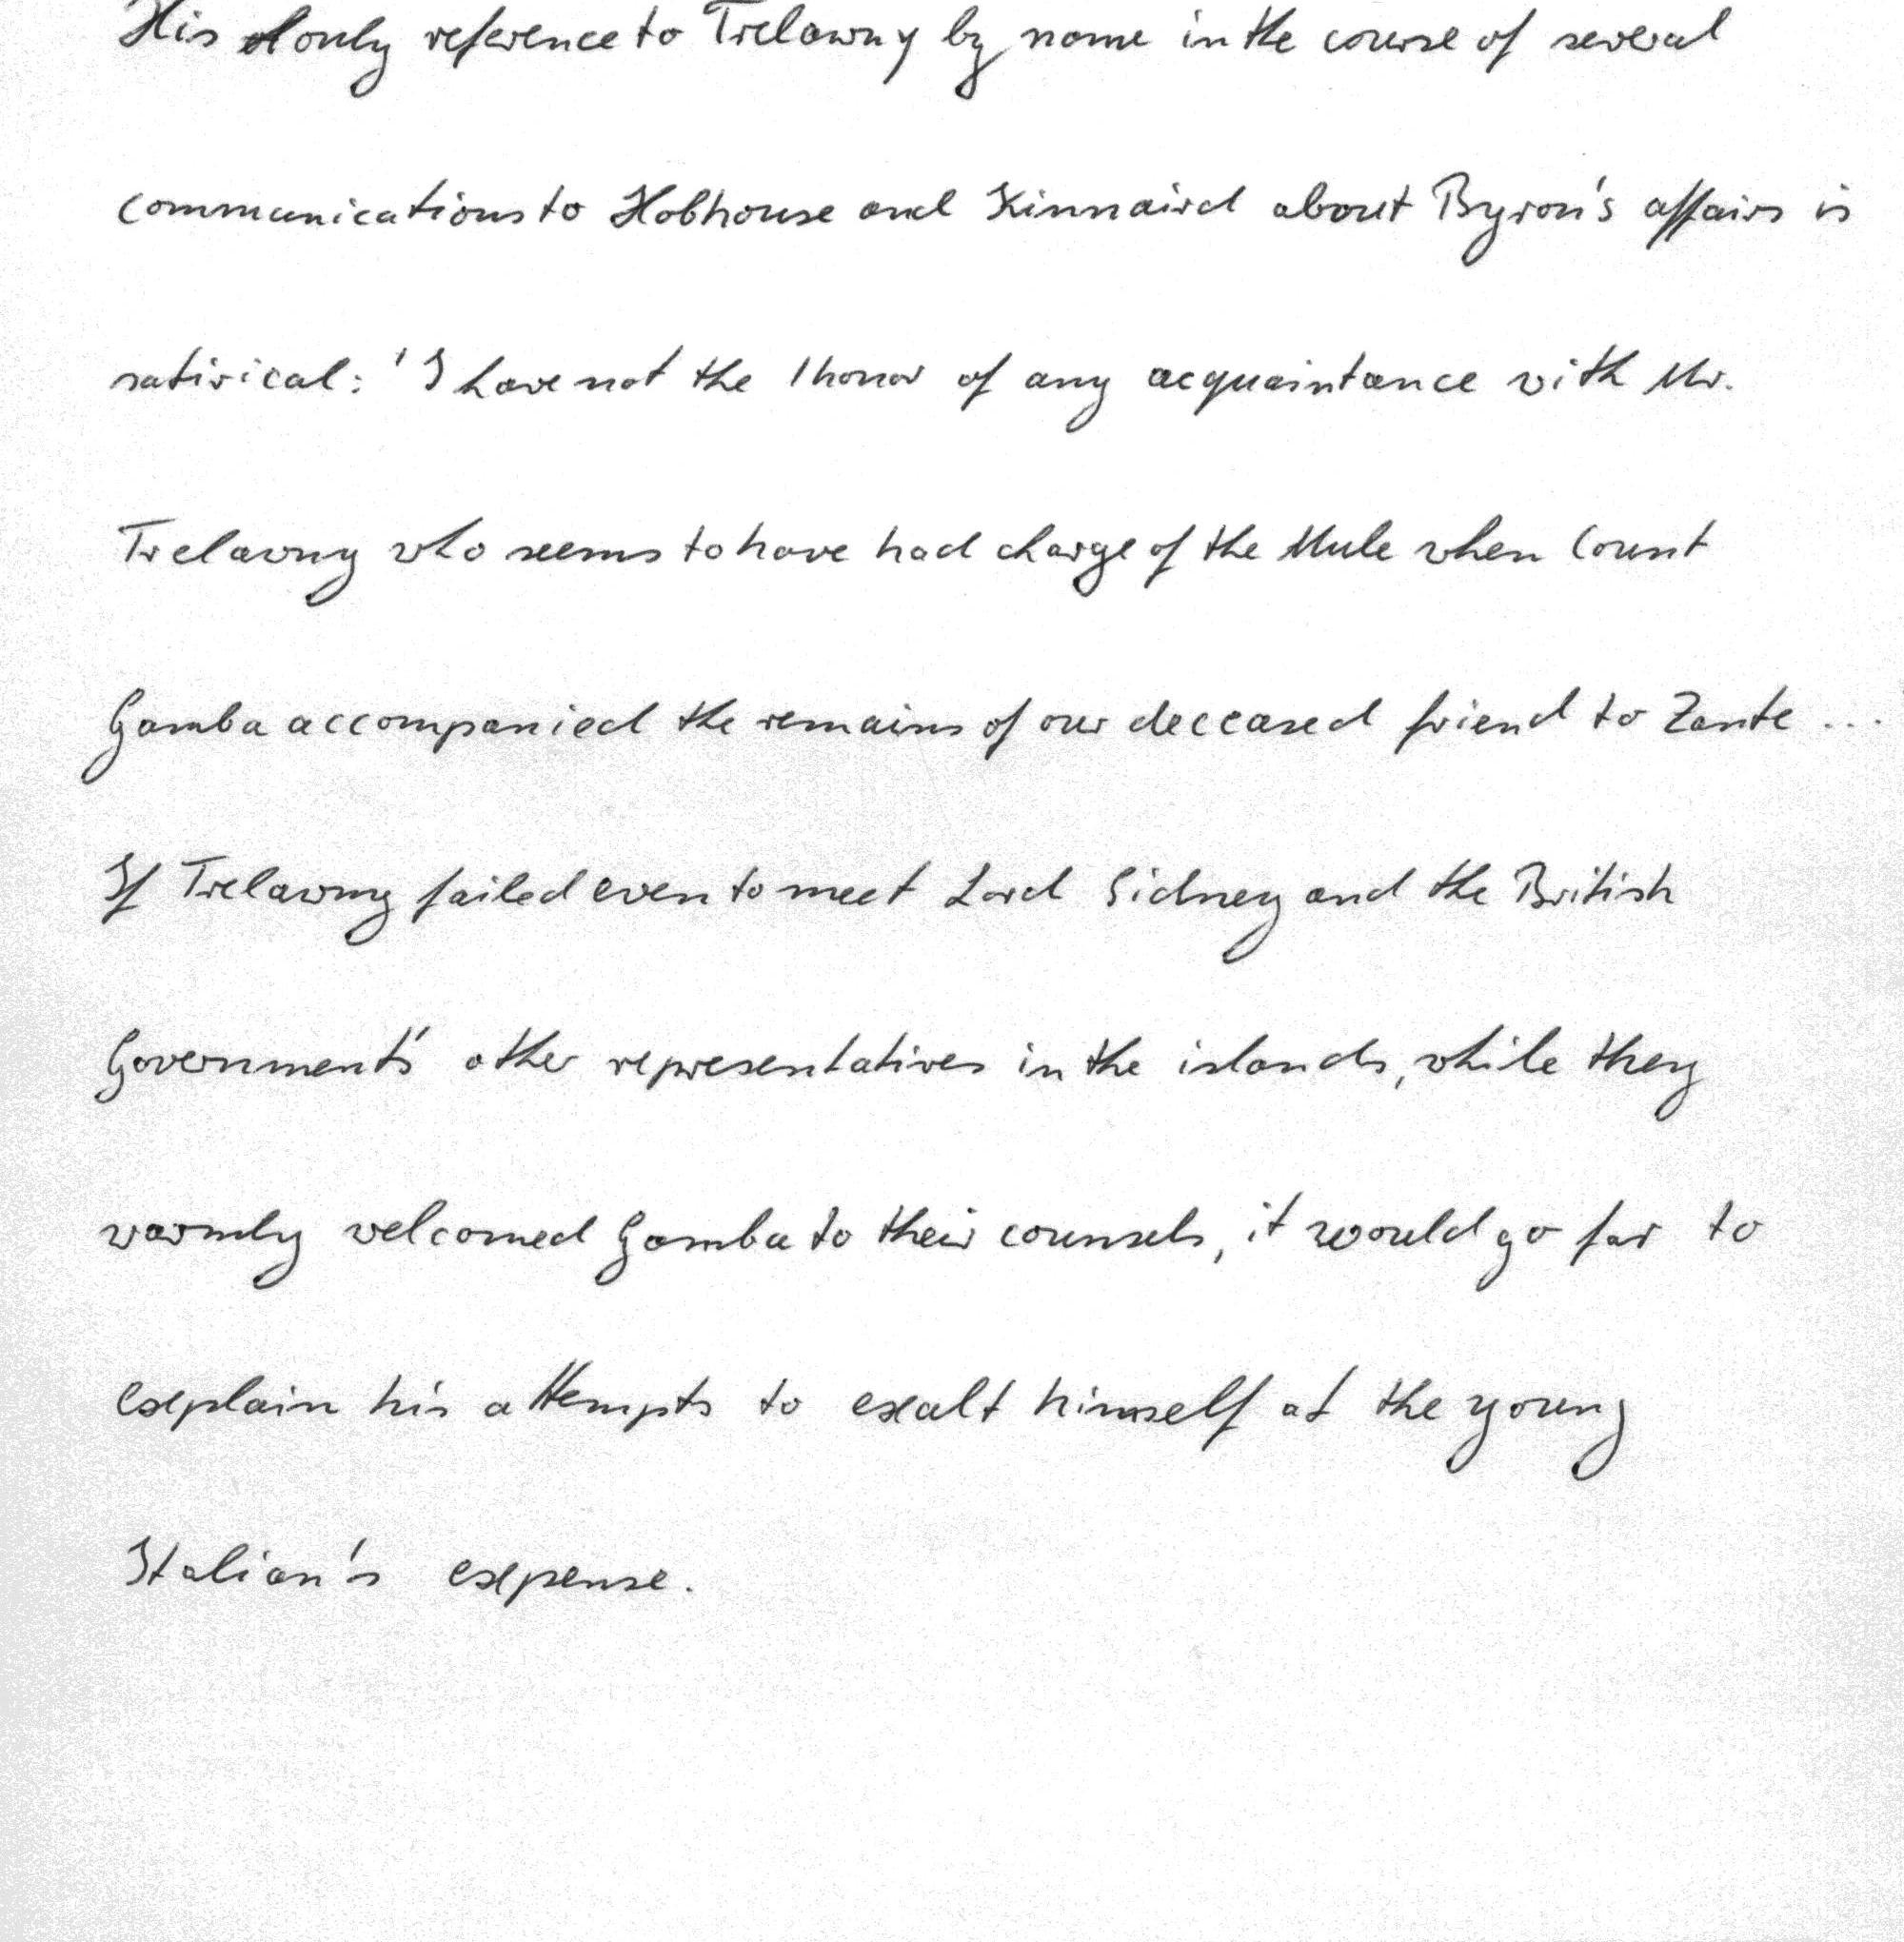 His only reference to Trelawny by name in the course of several
communications to Hobhouse and Kinnaird about Byron's affairs is
satirical: 'I have not the honor of any acquaintance with Mr.
Trelawny who seems to have had charge of the Mule when Count
Gamba accompanied the remains of our deceased friend to Zante ...
If Trelawny failed even to meet Lord Sidney and the British
Government's other representatives in the islands, while they
warmly welcomed Gamba to their counsels, it would go far to
explain his attempts to exalt himself at the young
Italian's expense.